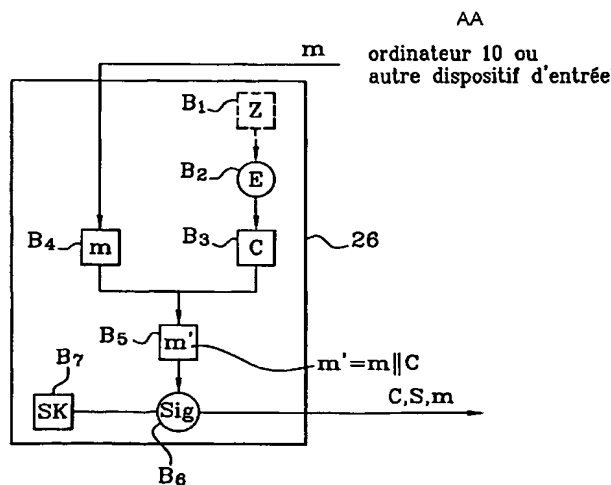 AA
m
ordinateur 10 ou
autre dispositif d'entrée
B1
Z
B2
E
B3
C
B4
m
26
B5
m'
m'=m||C
B7
SK
Sig
C,S,m
B6